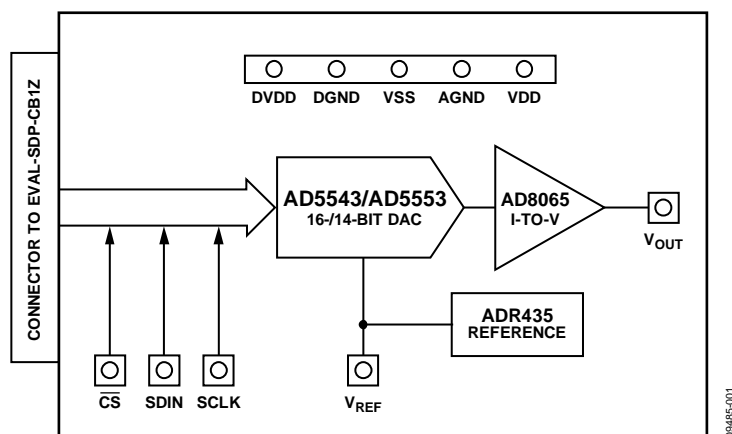 CONNECTOR TO EVAL-SDP-CB1Z
DVDD DGND VSS AGND VDD
AD5543/AD5553
16-/14-BIT DAC
AD8065
I-TO-V
VOUT
ADR435
REFERENCE
CS SDIN SCLK
VREF
09485-001